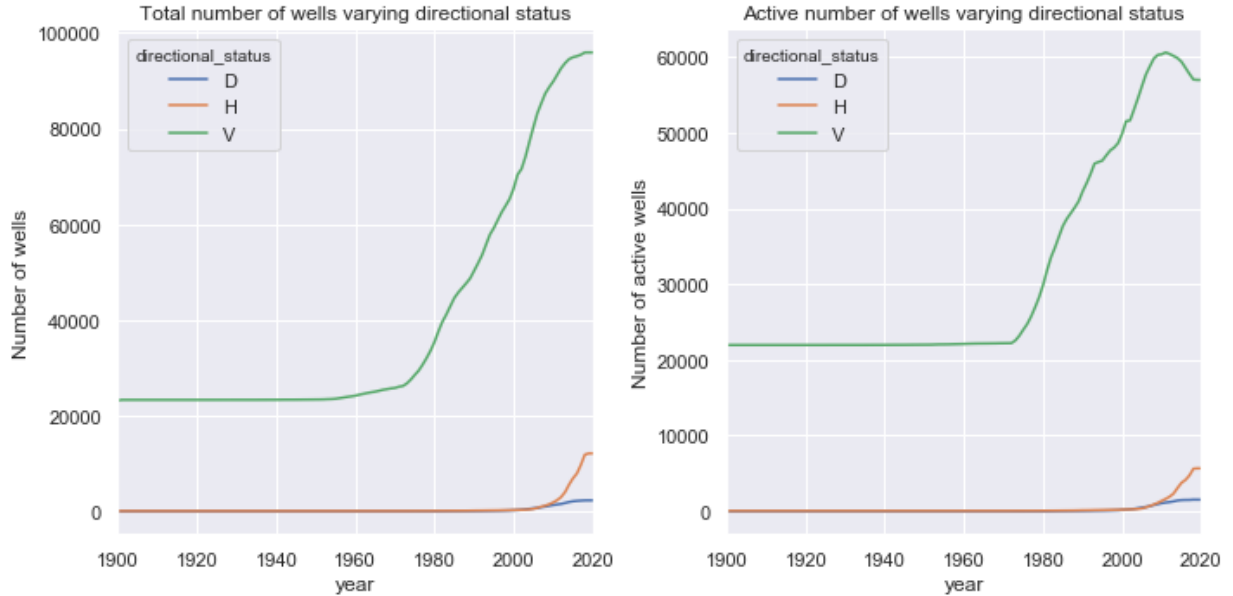 Total number of wells varying directional status
100000
80000
60000
40000
20000
0
Number of wells
directional_status
D
H
V
1900 1920 1940 1960 1980 2000 2020
year
Active number of wells varying directional status
60000
50000
40000
30000
20000
10000
0
Number of active wells
directional_status
D
H
V
1900 1920 1940 1960 1980 2000 2020
year